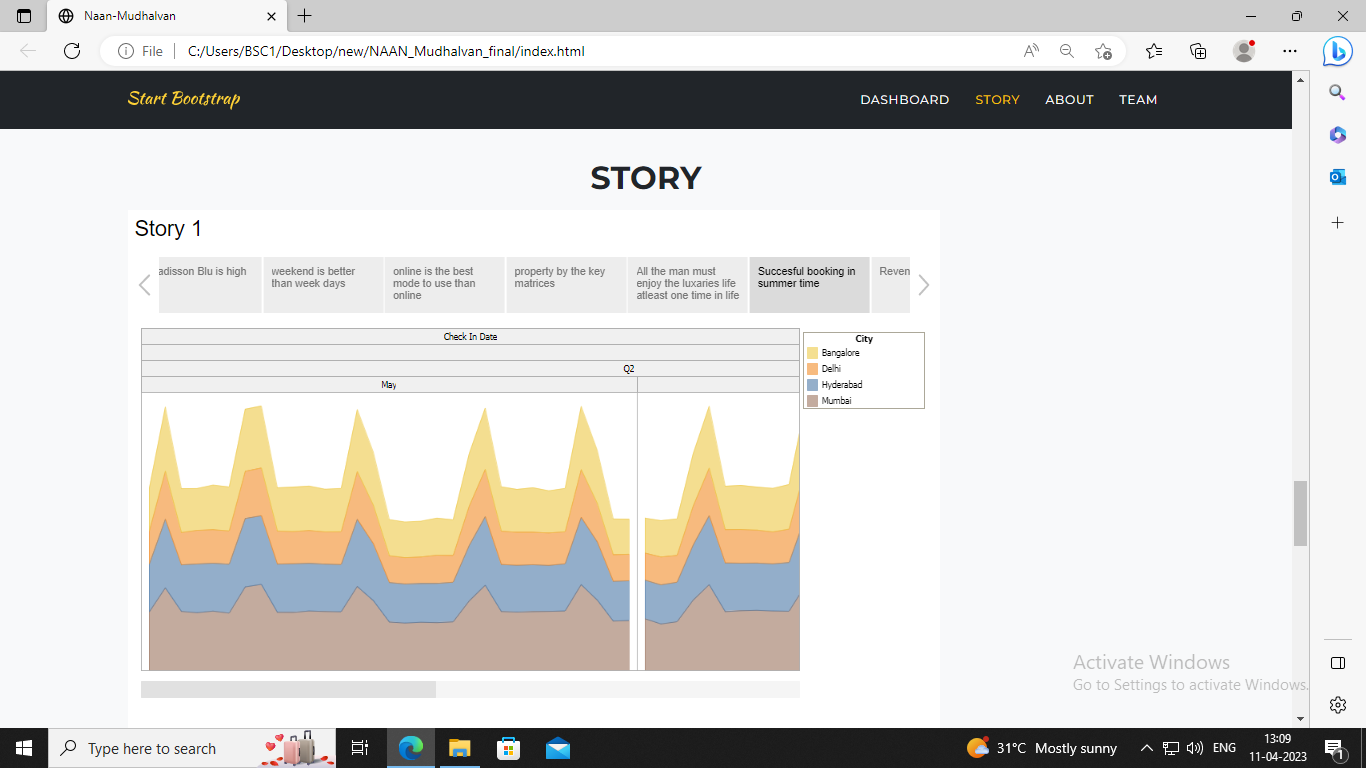 Naan-Mudhalvan
File
C:/Users/BSC1/Desktop/new/NAAN_Mudhalvan_final/index.html
Start Bootstrap
DASHBOARD
STORY
ABOUT
TEAM
STORY
Story 1
adisson Blu is high
weekend is better
than week days
online is the best
mode to use than
online
property by the key
matrices
All the man must
enjoy the luxaries life
atleast one time in life
Succesful booking in
summer time
Reven
Check In Date
Q2
May
City
Bangalore
Delhi
Hyderabad
Mumbai
Activate Windows
Go to Settings to activate Windows.
Type here to search
31°C Mostly sunny
ENG
13:09
11-04-2023
1